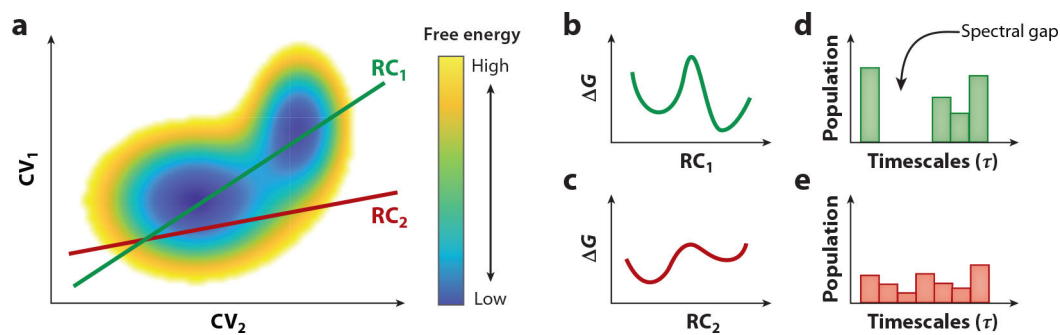 a
Free energy
High
Low
RC₁
RC₂
CV₁
CV₂
b
ΔG
RC₁
c
ΔG
RC₂
d
Spectral gap
Population
Timescales (τ)
e
Population
Timescales (τ)